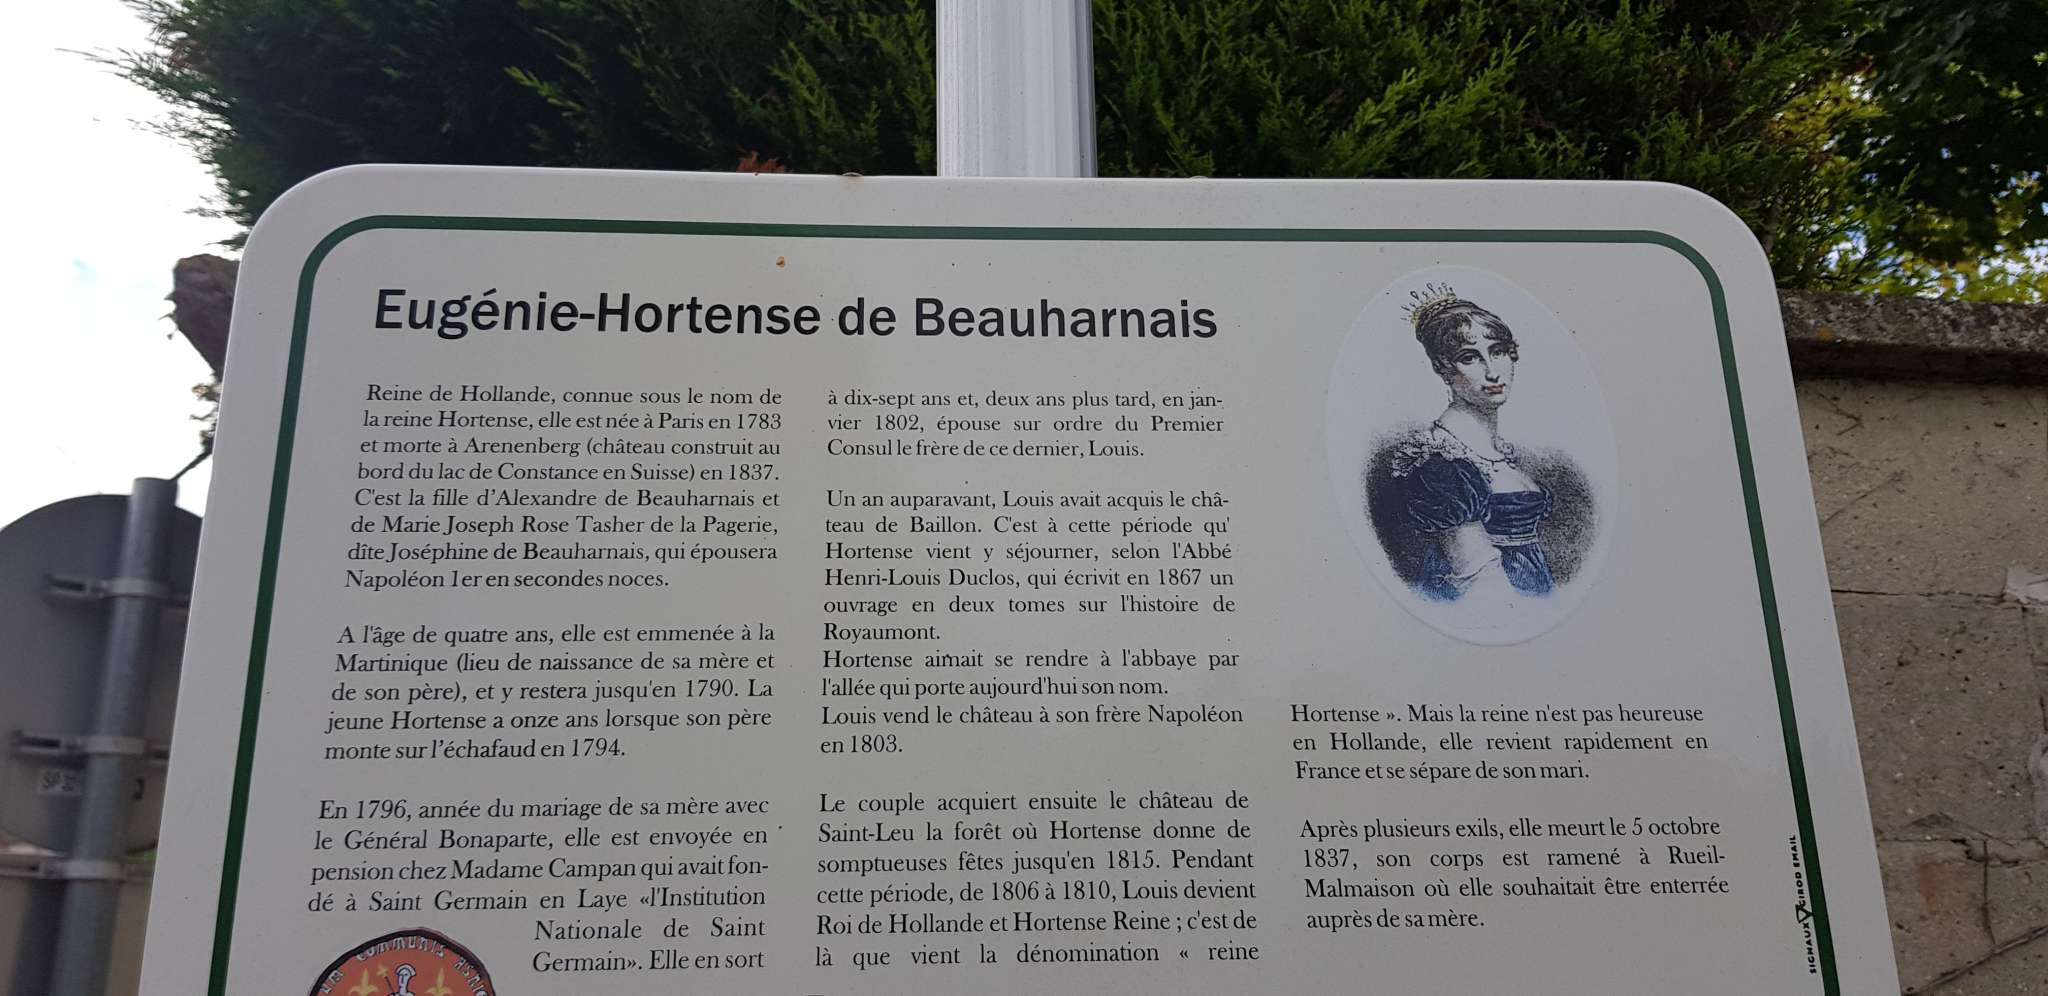 Eugénie-Hortense de Beauharnais
Reine de Hollande, connue sous le nom de
la reine Hortense, elle est née à Paris en 1783
et morte à Arenenberg (château construit au
bord du lac de Constance en Suisse) en 1837.
C'est la fille d'Alexandre de Beauharnais et
de Marie Joseph Rose Tasher de la Pagerie,
dîte Joséphine de Beauharnais, qui épousera
Napoléon 1er en secondes noces.
A l'âge de quatre ans, elle est emmenée à la
Martinique (lieu de naissance de sa mère et
de son père), et y restera jusqu'en 1790. La
jeune Hortense a onze ans lorsque son père
monte sur l'échafaud en 1794.
En 1796, année du mariage de sa mère avec
le Général Bonaparte, elle est envoyée en
pension chez Madame Campan qui avait fon-
dé à Saint Germain en Laye «l'Institution
Nationale de Saint
Germain». Elle en sort
à dix-sept ans et, deux ans plus tard, en jan-
vier 1802, épouse sur ordre du Premier
Consul le frère de ce dernier, Louis.
Un an auparavant, Louis avait acquis le châ-
teau de Baillon. C'est à cette période qu'
Hortense vient y séjourner, selon l'Abbé
Henri-Louis Duclos, qui écrivit en 1867 un
ouvrage en deux tomes sur l'histoire de
Royaumont.
Hortense aimait se rendre à l'abbaye par
l'allée qui porte aujourd'hui son nom.
Louis vend le château à son frère Napoléon
en 1803.
Le couple acquiert ensuite le château de
Saint-Leu la forêt où Hortense donne de
somptueuses fêtes jusqu'en 1815. Pendant
cette période, de 1806 à 1810, Louis devient
Roi de Hollande et Hortense Reine ; c'est de
là que vient la dénomination « reine
Hortense ». Mais la reine n'est pas heureuse
en Hollande, elle revient rapidement en
France et se sépare de son mari.
Après plusieurs exils, elle meurt le 5 octobre
1837, son corps est ramené à Rueil-
Malmaison où elle souhaitait être enterrée
auprès de sa mère.
SIGNAUX GIROD EMAIL
COMMUNIS